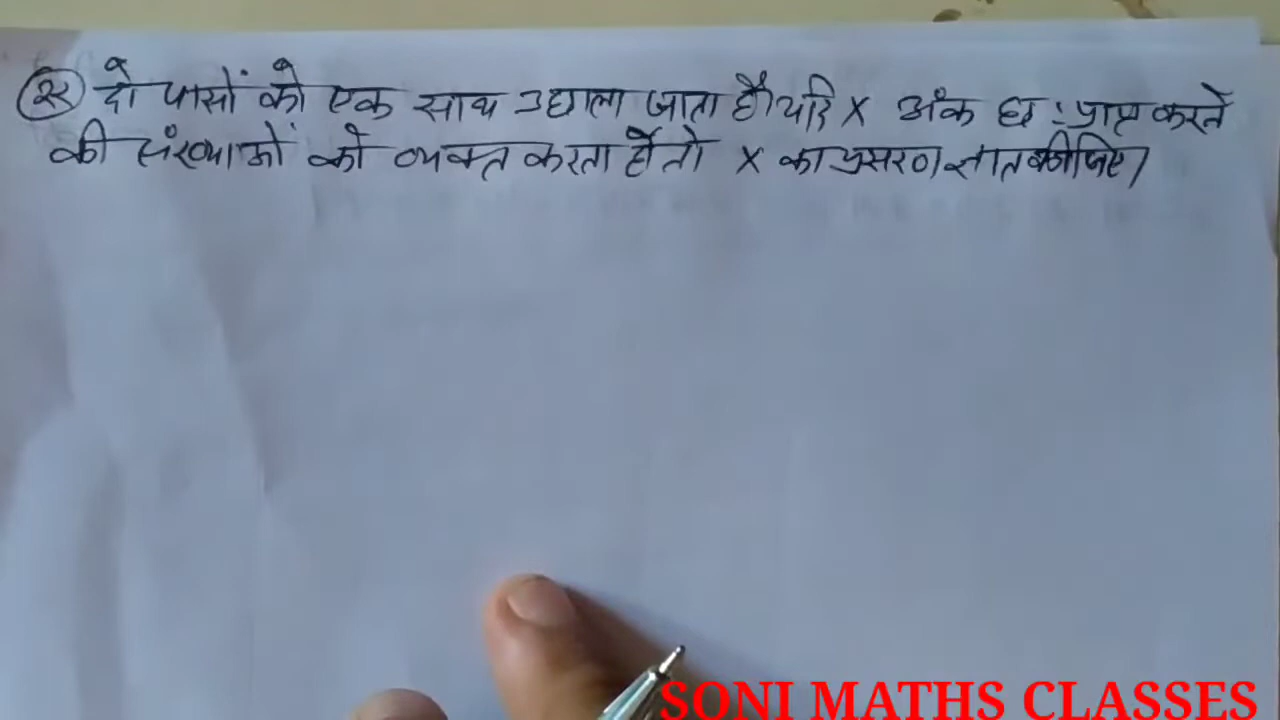 22 दो पासों को एक साथ उछाला जाता है। यदि X अंक छ: प्राप्त करने
की संख्याओं को व्यक्त करता हो तो X का प्रसरण ज्ञात कीजिए।
SONI MATHS CLASSES